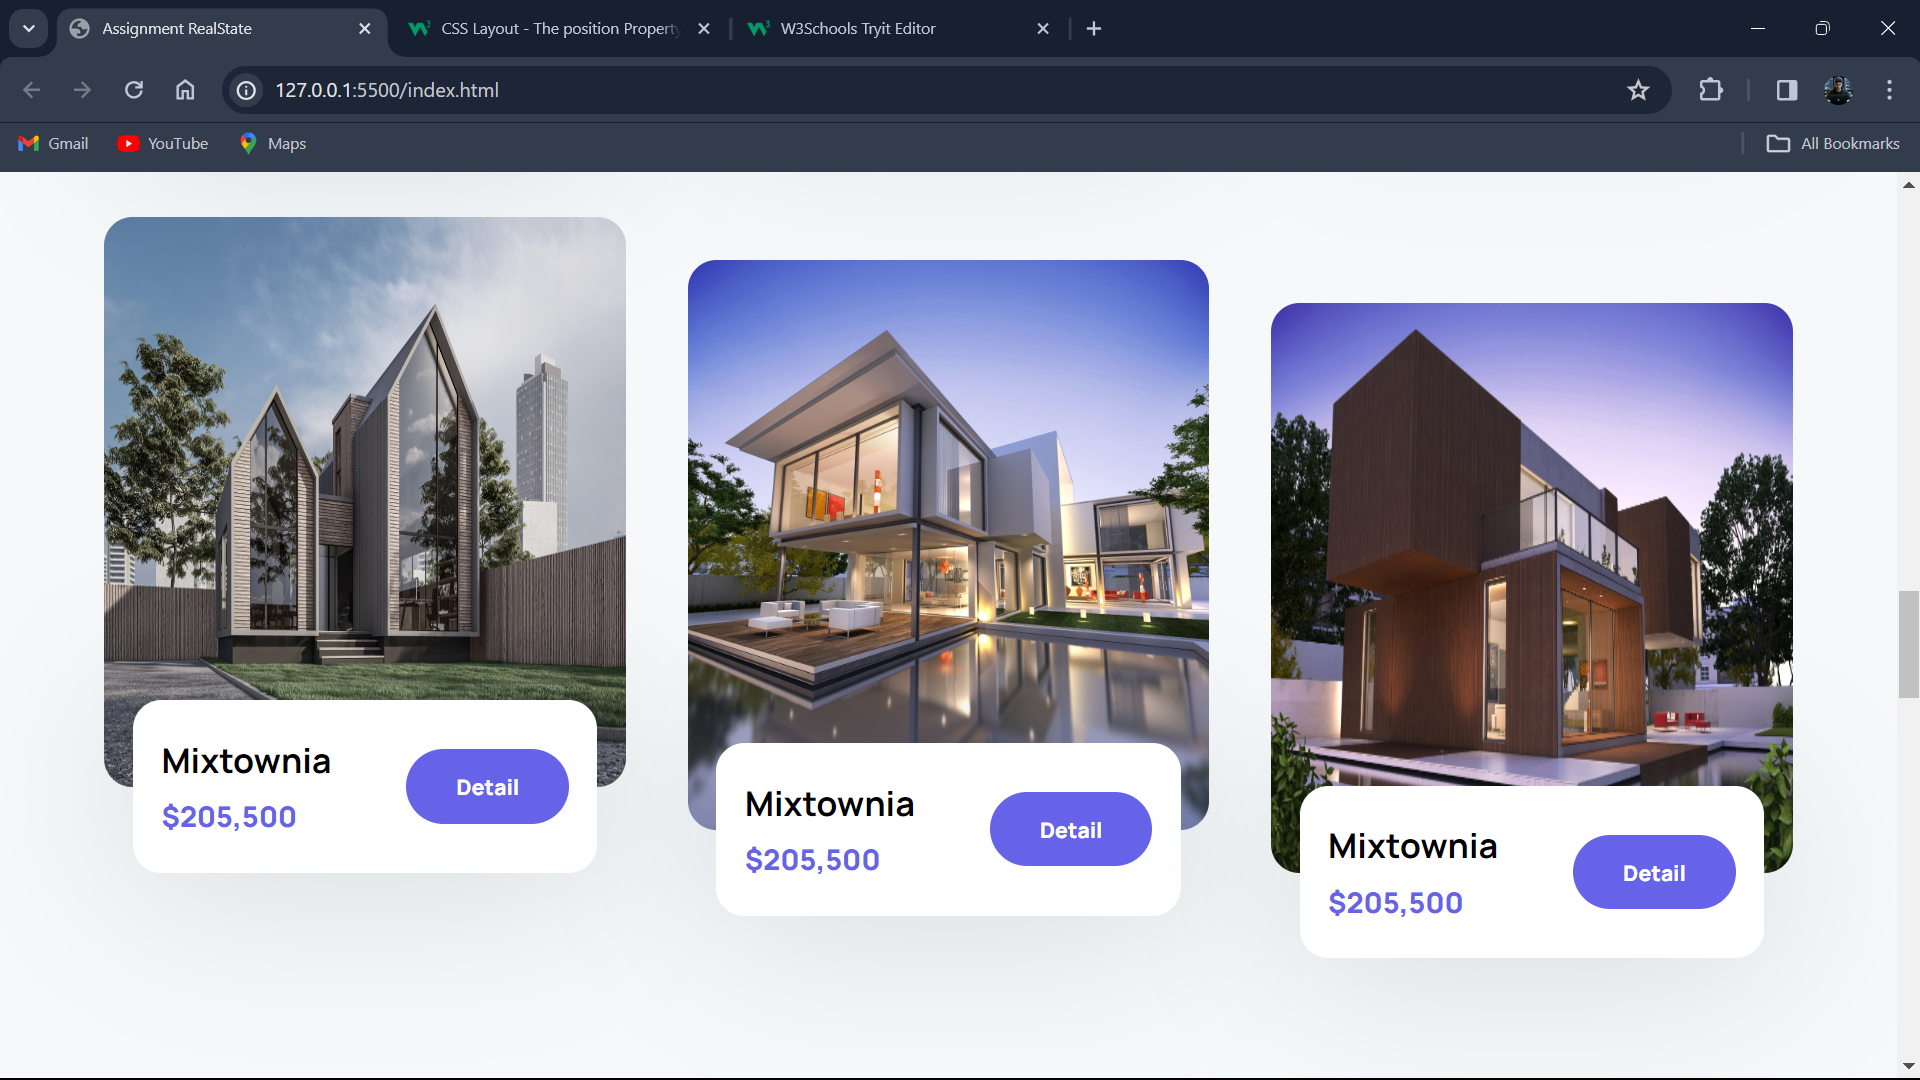 Assignment RealState
CSS Layout - The position Property
W3Schools Tryit Editor
127.0.0.1:5500/index.html
Gmail
YouTube
Maps
All Bookmarks
Mixtownia
$205,500
Detail
Mixtownia
$205,500
Detail
Mixtownia
$205,500
Detail